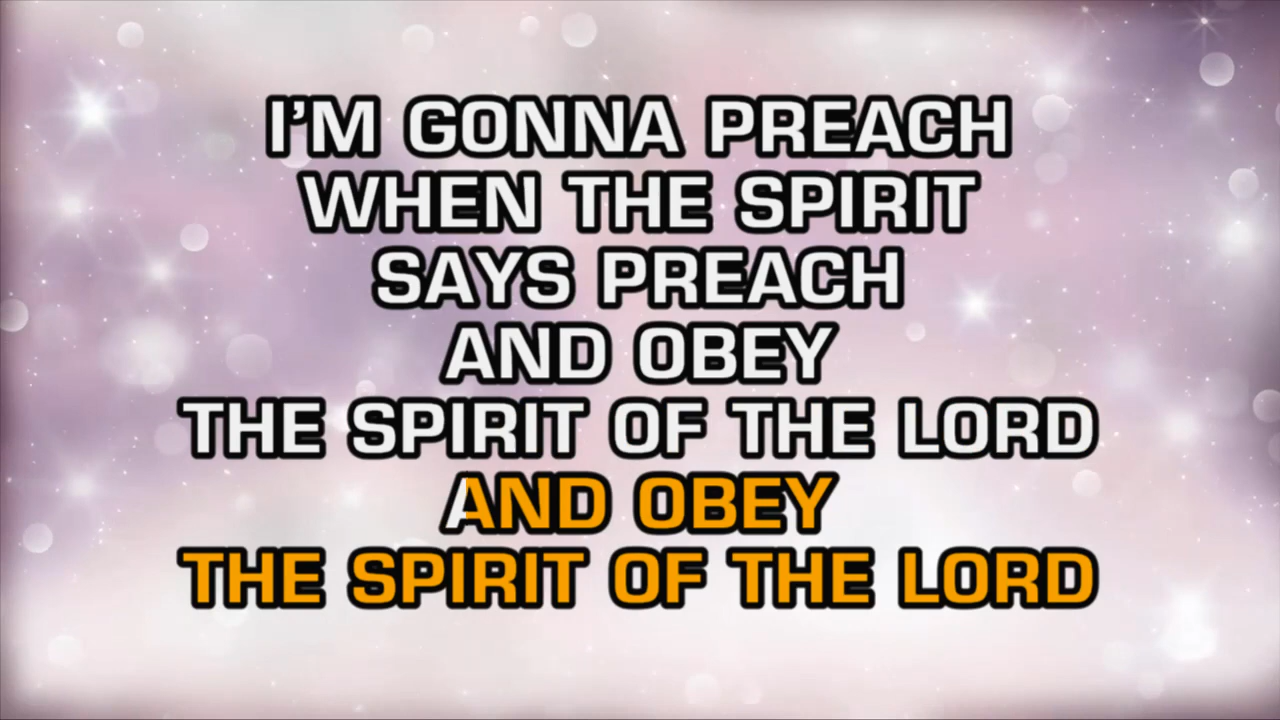 I'M GONNA PREACH
WHEN THE SPIRIT
SAYS PREACH
AND OBEY
THE SPIRIT OF THE LORD
AND OBEY
THE SPIRIT OF THE LORD